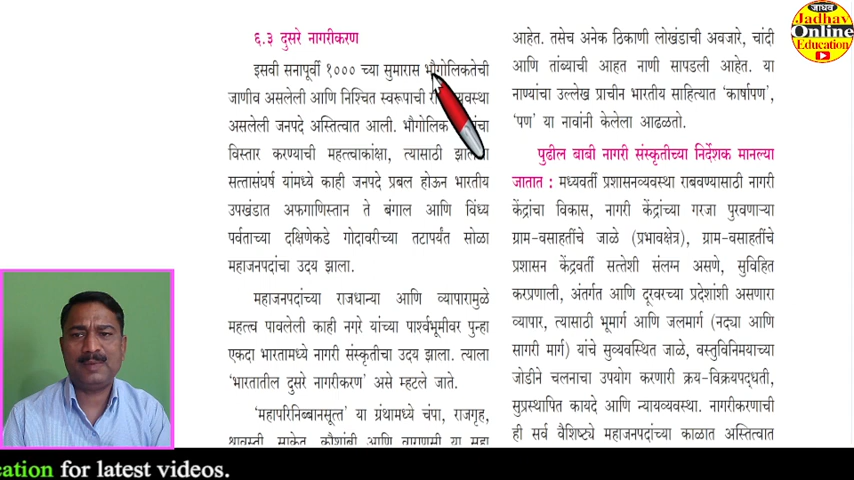 ६.३ दुसरे नागरीकरण
इसवी सनापूर्वी १००० च्या सुमारास भौगोलिकतेची
जाणीव असलेली आणि निश्चित स्वरूपाची
असलेली जनपदे अस्तित्वात आली. भौगोलिक
विस्तार करण्याची महत्त्वाकांक्षा, त्यासाठी
सत्तासंघर्ष यांमध्ये काही जनपदे प्रबल होऊन भारतीय
उपखंडात अफगाणिस्तान ते बंगाल आणि विंध्य
पर्वताच्या दक्षिणेकडे गोदावरीच्या तटापर्यंत सोळा
महाजनपदांचा उदय झाला.
महाजनपदांच्या राजधान्या आणि व्यापारामुळे
महत्त्व पावलेली काही नगरे यांच्या पार्श्वभूमीवर पुन्हा
एकदा भारतामध्ये नागरी संस्कृतीचा उदय झाला. त्याला
'भारतातील दुसरे नागरीकरण' असे म्हटले जाते.
'महापरिनिब्बानसूत्त' या ग्रंथामध्ये चंपा, राजगृह,
श्रावस्ती, साकेत, कौशांबी आणि वाराणसी या सहा
आहेत. तसेच अनेक ठिकाणी लोखंडाची अवजारे, चांदी
आणि तांब्याची आहत नाणी सापडली आहेत. या
नाण्यांचा उल्लेख प्राचीन भारतीय साहित्यात 'कार्षापण',
'पण' या नावांनी केलेला आढळतो.
पुढील बाबी नागरी संस्कृतीच्या निर्देशक मानल्या
जातात : मध्यवर्ती प्रशासनव्यवस्था राबवण्यासाठी नागरी
केंद्रांचा विकास, नागरी केंद्रांच्या गरजा पुरवणाऱ्या
ग्राम-वसाहतींचे जाळे (प्रभावक्षेत्र), ग्राम-वसाहतींचे
प्रशासन केंद्रवर्ती सत्तेशी संलग्न असणे, सुविहित
करप्रणाली, अंतर्गत आणि दूरवरच्या प्रदेशांशी असणारा
व्यापार, त्यासाठी भूमार्ग आणि जलमार्ग (नद्या आणि
सागरी मार्ग) यांचे सुव्यवस्थित जाळे, वस्तुविनिमयाच्या
जोडीने चलनाचा उपयोग करणारी क्रय-विक्रयपद्धती,
सुप्रस्थापित कायदे आणि न्यायव्यवस्था. नागरीकरणाची
ही सर्व वैशिष्ट्ये महाजनपदांच्या काळात अस्तित्वात
जाधव
Jadhav
Online
Education
cation for latest videos.